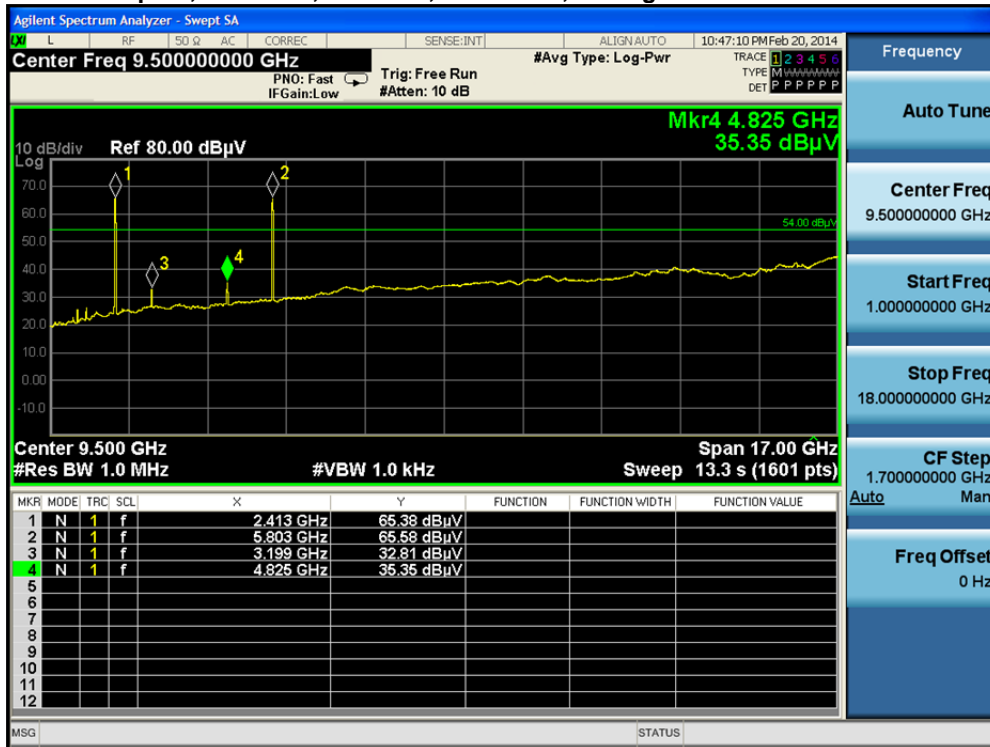 Agilent Spectrum Analyzer - Swept SA
LXI L RF 50 Ω AC CORREC SENSE:INT ALIGN AUTO 10:47:10 PM Feb 20, 2014
Center Freq 9.500000000 GHz
PNO: Fast
IFGain:Low
Trig: Free Run
#Atten: 10 dB
#Avg Type: Log-Pwr
TRACE 1 2 3 4 5 6
TYPE M
DET P P P P P P
Mkr4 4.825 GHz
35.35 dBµV
10 dB/div Ref 80.00 dBµV
Log
70.0
60.0
50.0
40.0
30.0
20.0
10.0
0.00
-10.0
1
2
3
4
54.00 dBµV
Center 9.500 GHz Span 17.00 GHz
#Res BW 1.0 MHz #VBW 1.0 kHz Sweep 13.3 s (1601 pts)
MKR MODE TRC SCL X Y FUNCTION FUNCTION WIDTH FUNCTION VALUE
1 N 1 f 2.413 GHz 65.38 dBµV
2 N 1 f 5.803 GHz 65.58 dBµV
3 N 1 f 3.199 GHz 32.81 dBµV
4 N 1 f 4.825 GHz 35.35 dBµV
5
6
7
8
9
10
11
12
MSG STATUS
Frequency
Auto Tune
Center Freq
9.500000000 GHz
Start Freq
1.000000000 GHz
Stop Freq
18.000000000 GHz
CF Step
1.700000000 GHz
Auto Man
Freq Offset
0 Hz